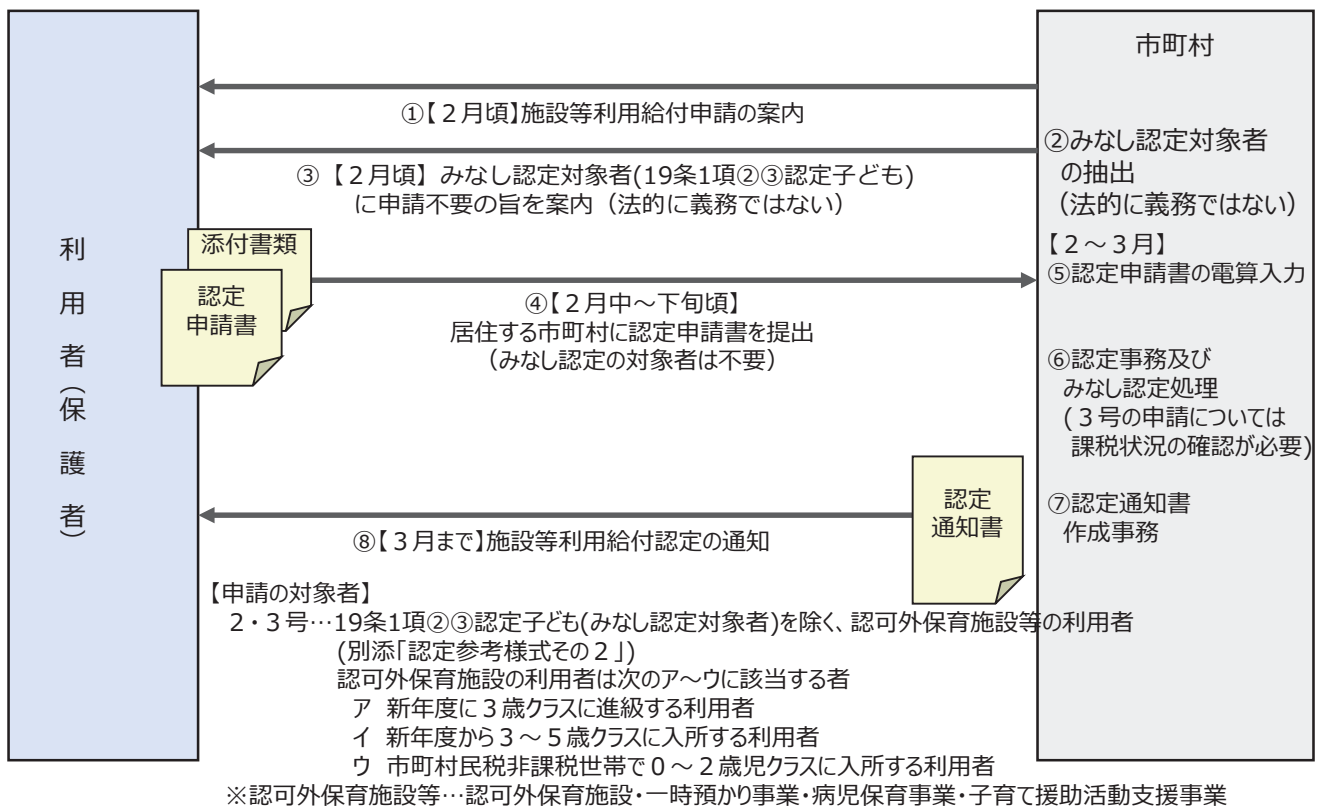 利用者(保護者)
市町村
①【２月頃】施設等利用給付申請の案内
②みなし認定対象者
の抽出
（法的に義務ではない）
③【２月頃】みなし認定対象者(19条1項②③認定子ども)
に申請不要の旨を案内（法的に義務ではない）
添付書類
認定
申請書
④【２月中～下旬頃】
居住する市町村に認定申請書を提出
（みなし認定の対象者は不要）
【２～３月】
⑤認定申請書の電算入力
⑥認定事務及び
みなし認定処理
(３号の申請については
課税状況の確認が必要)
認定
通知書
⑦認定通知書
作成事務
⑧【３月まで】施設等利用給付認定の通知
【申請の対象者】
２・３号…19条1項②③認定子ども(みなし認定対象者)を除く、認可外保育施設等の利用者
(別添「認定参考様式その２」)
認可外保育施設の利用者は次のア～ウに該当する者
ア 新年度に３歳クラスに進級する利用者
イ 新年度から３～５歳クラスに入所する利用者
ウ 市町村民税非課税世帯で０～２歳児クラスに入所する利用者
※認可外保育施設等…認可外保育施設・一時預かり事業・病児保育事業・子育て援助活動支援事業